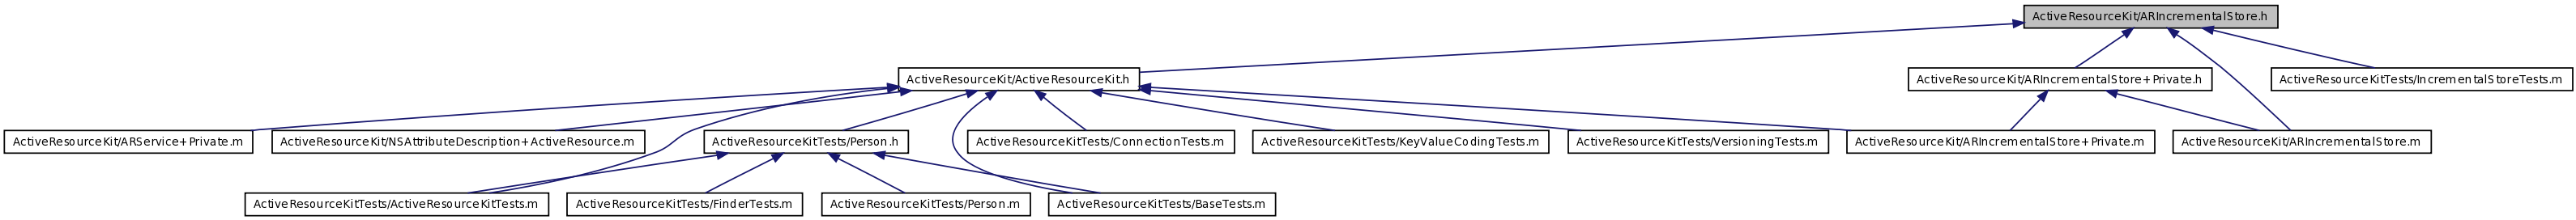 ActiveResourceKit/ARIncrementalStore.h
ActiveResourceKit/ActiveResourceKit.h
ActiveResourceKit/ARIncrementalStore+Private.h
ActiveResourceKitTests/IncrementalStoreTests.m
ActiveResourceKit/ARService+Private.m
ActiveResourceKit/NSAttributeDescription+ActiveResource.m
ActiveResourceKitTests/Person.h
ActiveResourceKitTests/ConnectionTests.m
ActiveResourceKitTests/KeyValueCodingTests.m
ActiveResourceKitTests/VersioningTests.m
ActiveResourceKit/ARIncrementalStore+Private.m
ActiveResourceKit/ARIncrementalStore.m
ActiveResourceKitTests/ActiveResourceKitTests.m
ActiveResourceKitTests/FinderTests.m
ActiveResourceKitTests/Person.m
ActiveResourceKitTests/BaseTests.m